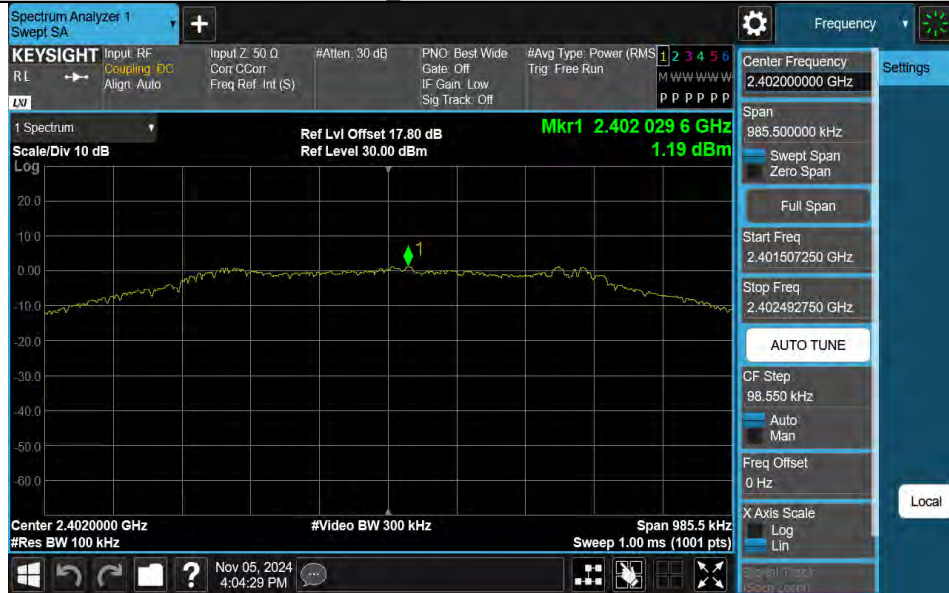 Spectrum Analyzer 1
Swept SA
+
Frequency
KEYSIGHT
RL
LXI
Input: RF
Coupling: DC
Align: Auto
Input Z: 50 Ω
Corr CCorr
Freq Ref: Int (S)
#Atten: 30 dB
PNO: Best Wide
Gate: Off
IF Gain: Low
Sig Track: Off
#Avg Type: Power (RMS
Trig: Free Run
1 2 3 4 5 6
M W W W W W
P P P P P P
1 Spectrum
Scale/Div 10 dB
Ref Lvl Offset 17.80 dB
Ref Level 30.00 dBm
Mkr1 2.402 029 6 GHz
1.19 dBm
Log
20.0
10.0
0.00
-10.0
-20.0
-30.0
-40.0
-50.0
-60.0
1
Center 2.4020000 GHz
#Res BW 100 kHz
#Video BW 300 kHz
Span 985.5 kHz
Sweep 1.00 ms (1001 pts)
?
Nov 05, 2024
4:04:29 PM
Center Frequency
2.402000000 GHz
Span
985.500000 kHz
Swept Span
Zero Span
Full Span
Start Freq
2.401507250 GHz
Stop Freq
2.402492750 GHz
AUTO TUNE
CF Step
98.550 kHz
Auto
Man
Freq Offset
0 Hz
X Axis Scale
Log
Lin
Signal Track
(Span Zoom)
Settings
Local